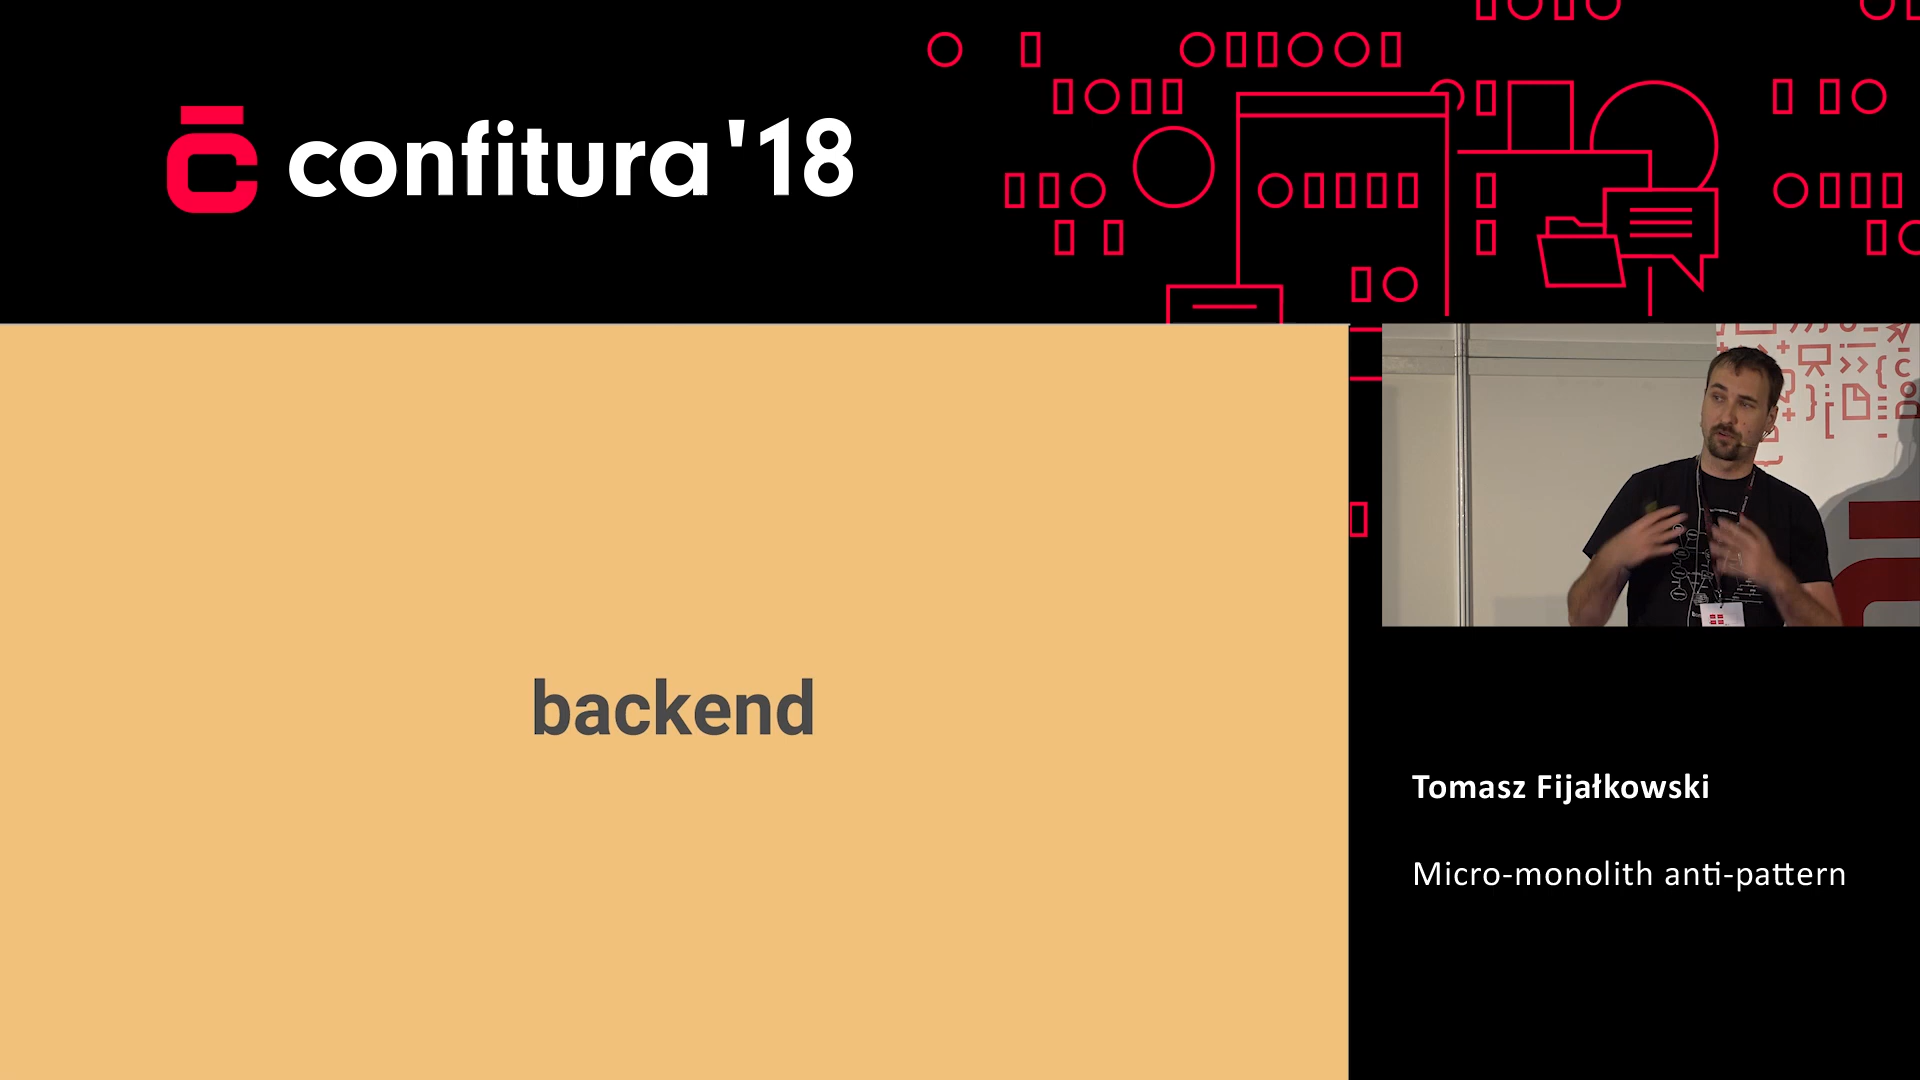 confitura '18
backend
Tomasz Fijałkowski
Micro-monolith anti-pattern